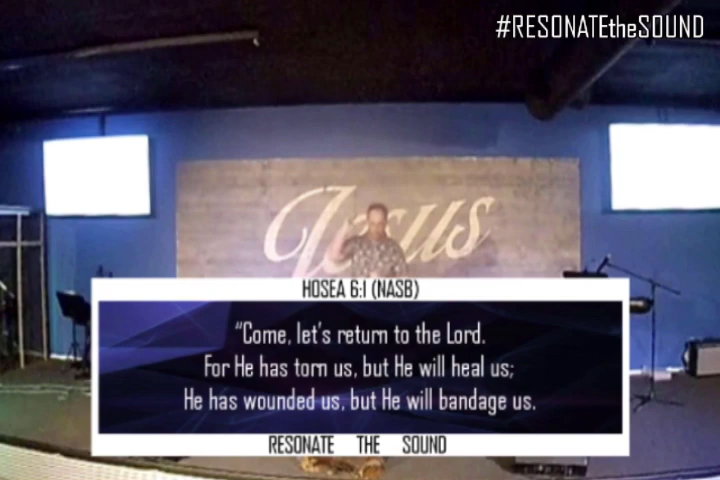 #RESONATEtheSOUND
Jesus
HOSEA 6:1 (NASB)
“Come, let's return to the Lord.
For He has torn us, but He will heal us;
He has wounded us, but He will bandage us.
RESONATE THE SOUND